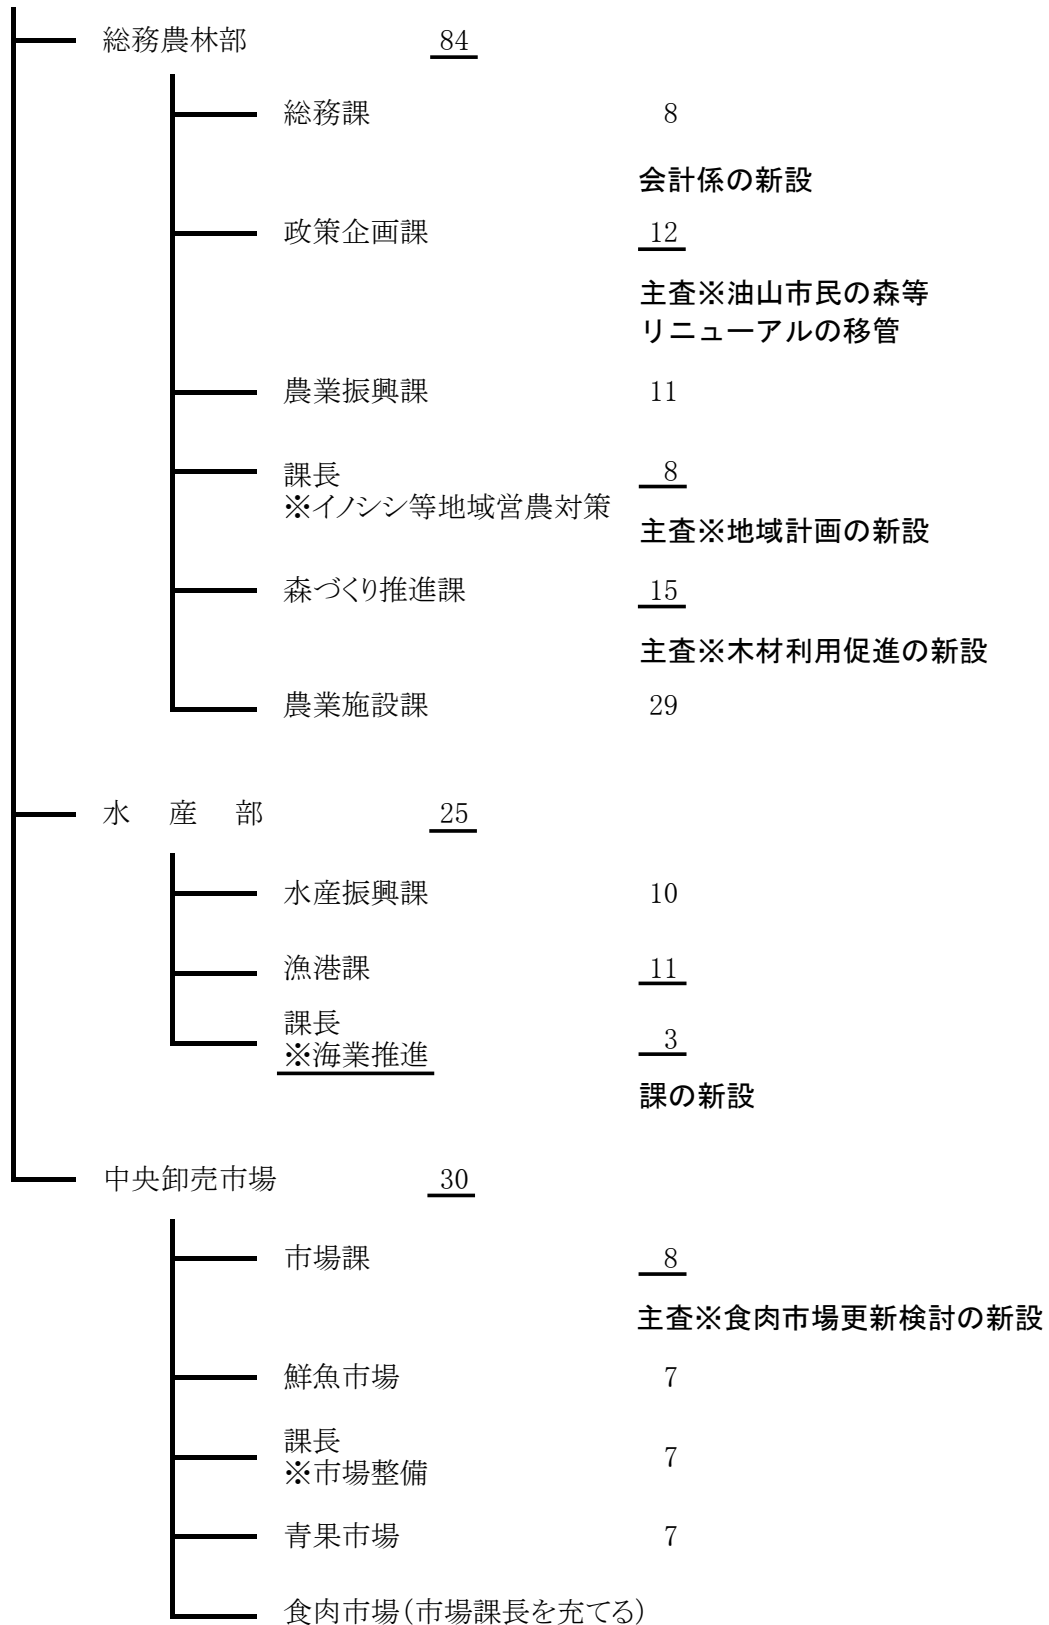 総務農林部 84
総務課 8
会計係の新設
政策企画課 12
主査※油山市民の森等
リニューアルの移管
農業振興課 11
課長 8
※イノシシ等地域営農対策
主査※地域計画の新設
森づくり推進課 15
主査※木材利用促進の新設
農業施設課 29
水産部 25
水産振興課 10
漁港課 11
課長
※海業推進 3
課の新設
中央卸売市場 30
市場課 8
主査※食肉市場更新検討の新設
鮮魚市場 7
課長
※市場整備 7
青果市場 7
食肉市場(市場課長を充てる)